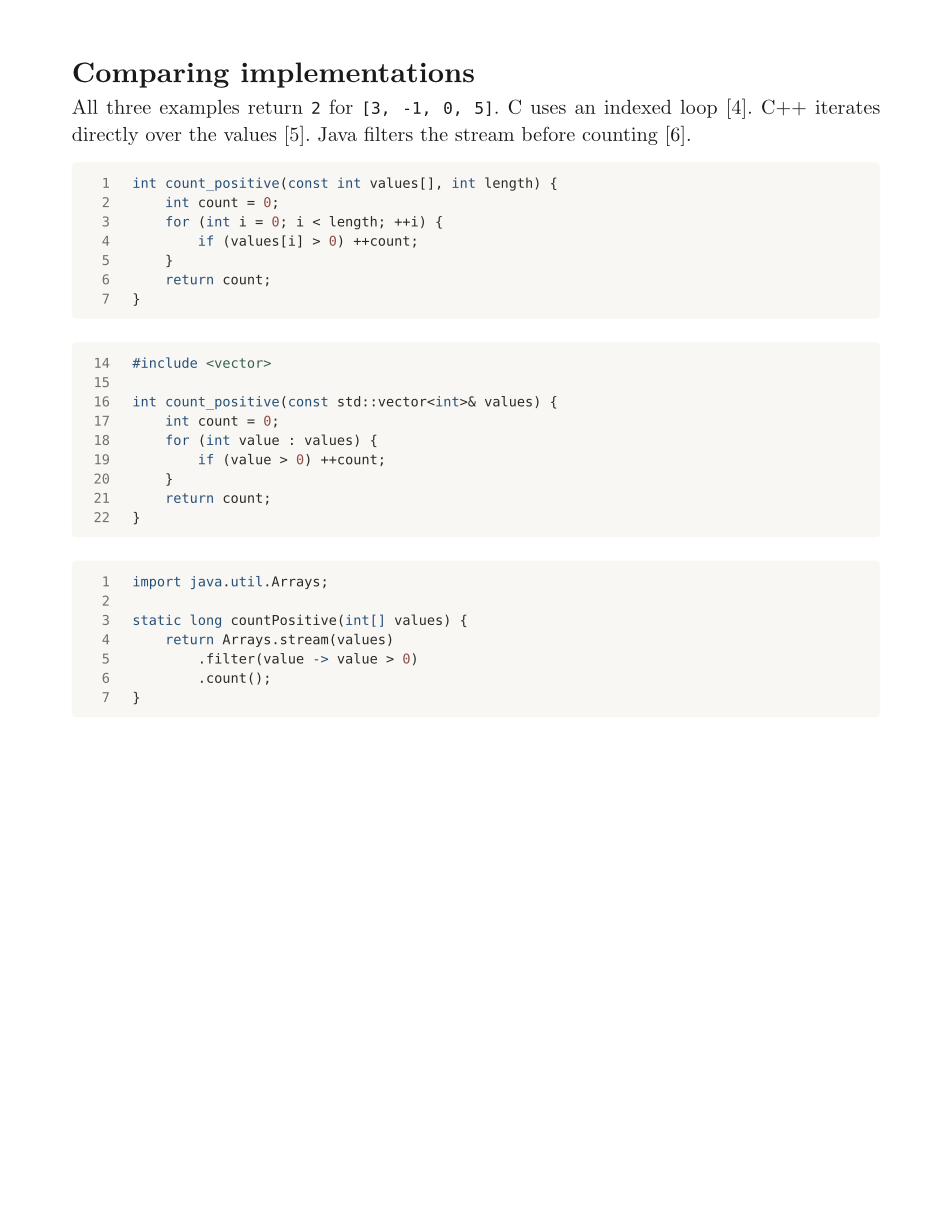 Comparing implementations
All three examples return 2 for [3, -1, 0, 5]. C uses an indexed loop [4]. C++ iterates
directly over the values [5]. Java filters the stream before counting [6].
1 int count_positive(const int values[], int length) {
2     int count = 0;
3     for (int i = 0; i < length; ++i) {
4         if (values[i] > 0) ++count;
5     }
6     return count;
7 }
14 #include <vector>
15
16 int count_positive(const std::vector<int>& values) {
17     int count = 0;
18     for (int value : values) {
19         if (value > 0) ++count;
20     }
21     return count;
22 }
1 import java.util.Arrays;
2
3 static long countPositive(int[] values) {
4     return Arrays.stream(values)
5         .filter(value -> value > 0)
6         .count();
7 }